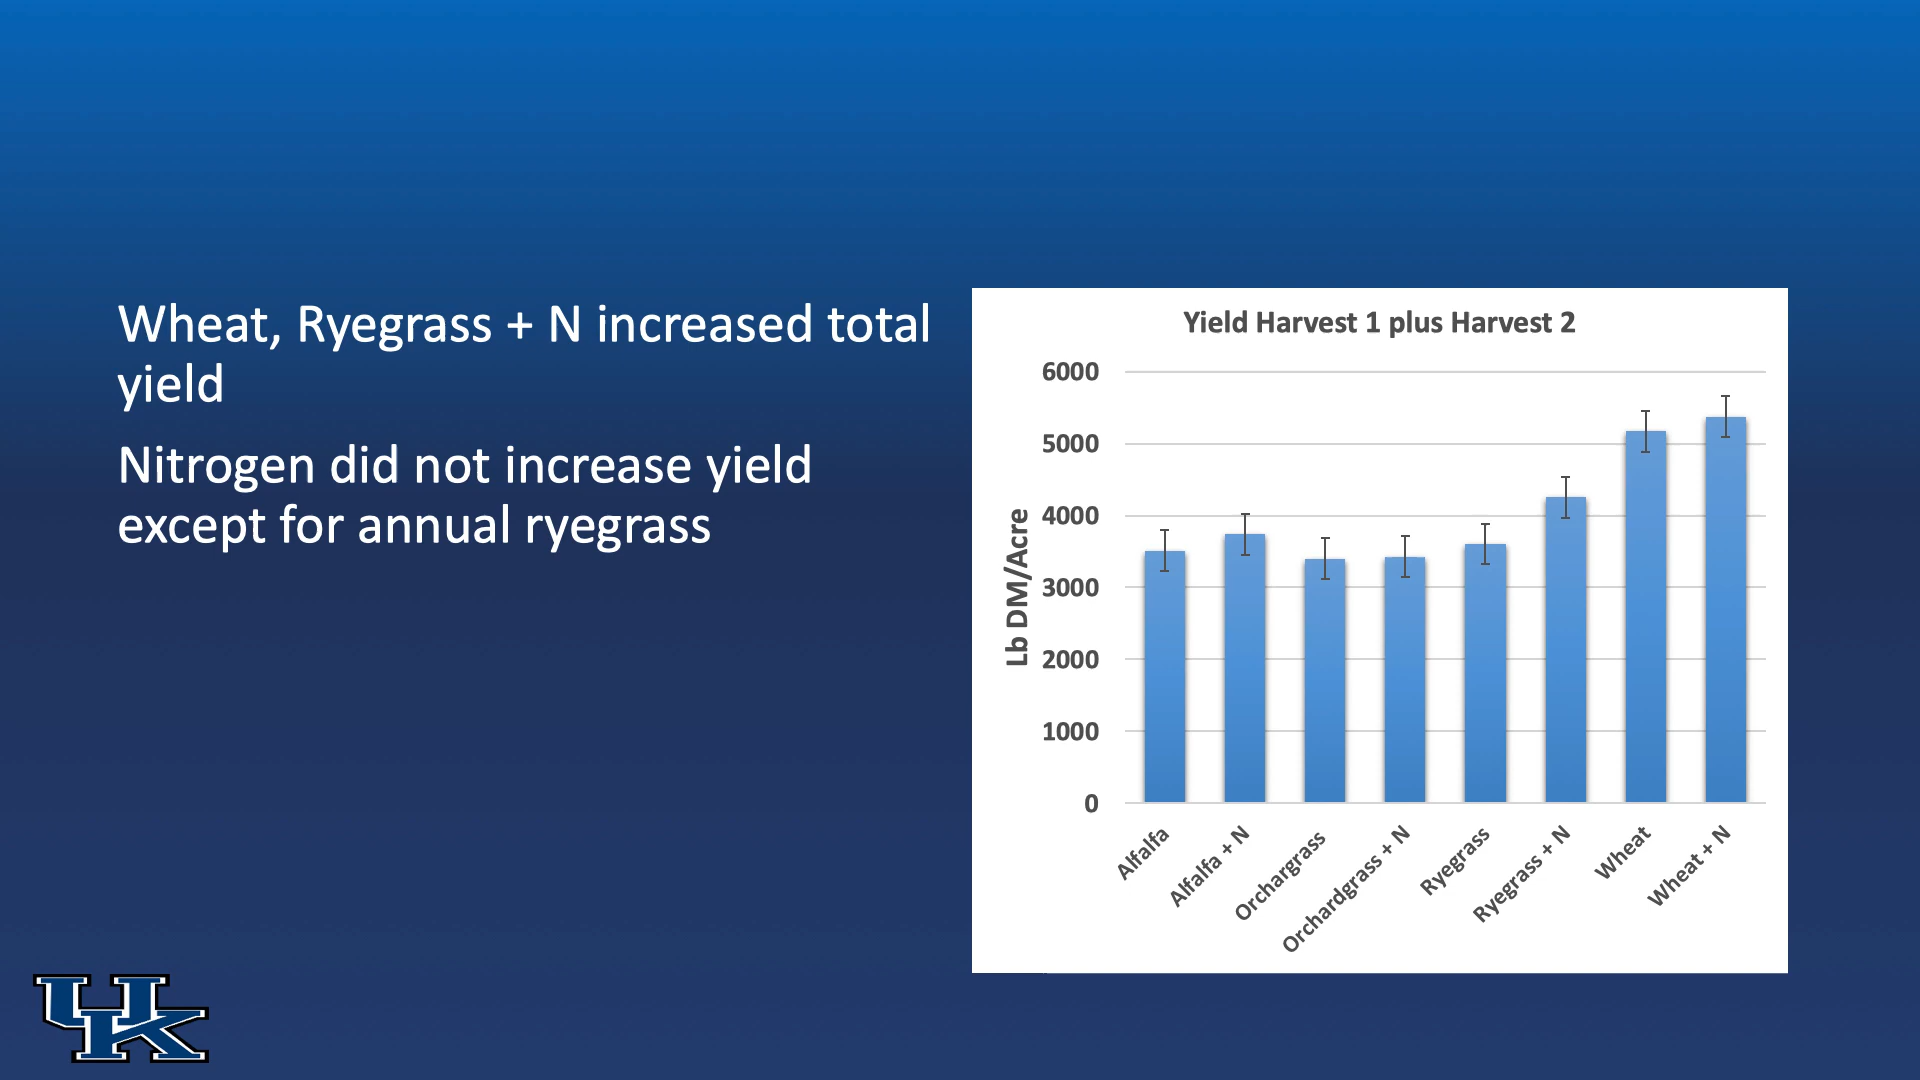 Wheat, Ryegrass + N increased total
yield
Nitrogen did not increase yield
except for annual ryegrass
Yield Harvest 1 plus Harvest 2
Lb DM/Acre
6000
5000
4000
3000
2000
1000
0
Alfalfa
Alfalfa + N
Orchargrass
Orchardgrass + N
Ryegrass
Ryegrass + N
Wheat
Wheat + N
UK